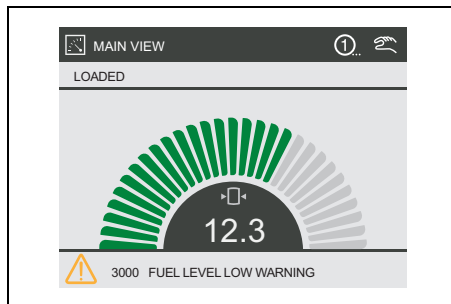 MAIN VIEW
1...
LOADED
12.3
3000 FUEL LEVEL LOW WARNING